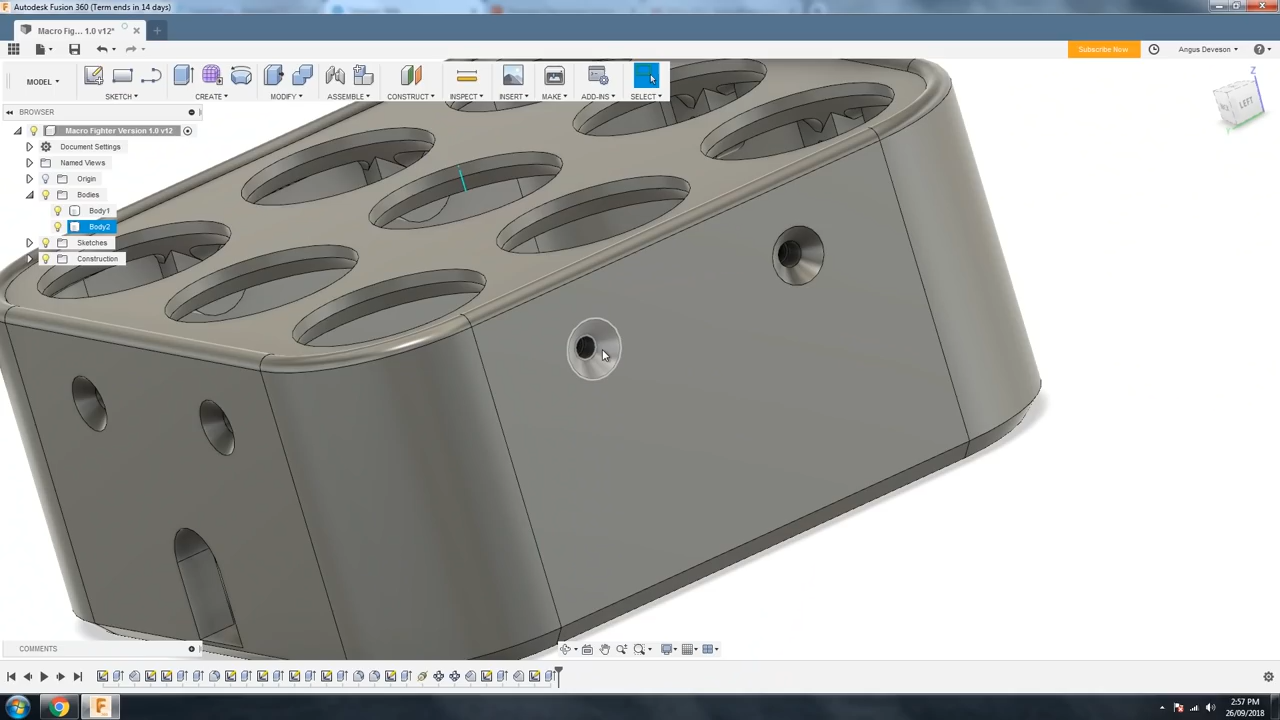 Autodesk Fusion 360 (Term ends in 14 days)
Macro Fig... 1.0 v12*
Subscribe Now
Angus Deveson
MODEL
SKETCH
CREATE
MODIFY
ASSEMBLE
CONSTRUCT
INSPECT
INSERT
MAKE
ADD-INS
SELECT
BROWSER
Macro Fighter Version 1.0 v12
Document Settings
Named Views
Origin
Bodies
Body1
Body2
Sketches
Construction
Z
LEFT
COMMENTS
2:57 PM
26/09/2018